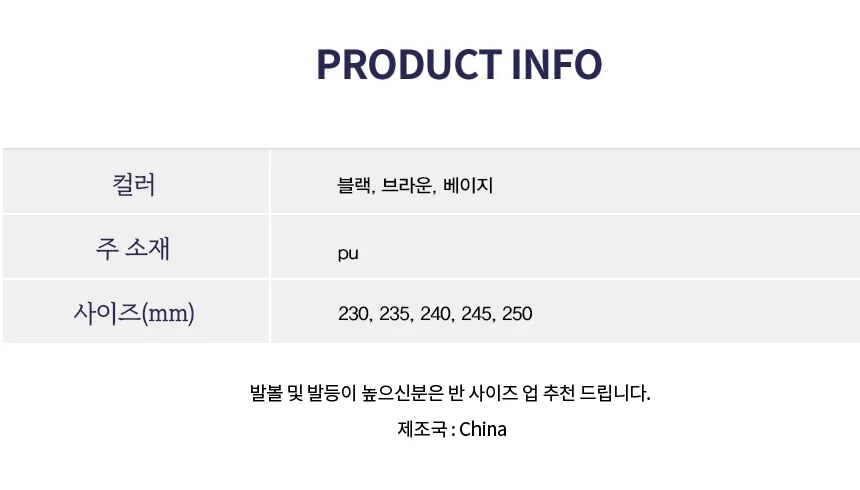 PRODUCT INFO
컬러 블랙, 브라운, 베이지
주 소재 pu
사이즈(mm) 230, 235, 240, 245, 250
발볼 및 발등이 높으신분은 반 사이즈 업 추천 드립니다.
제조국 : China